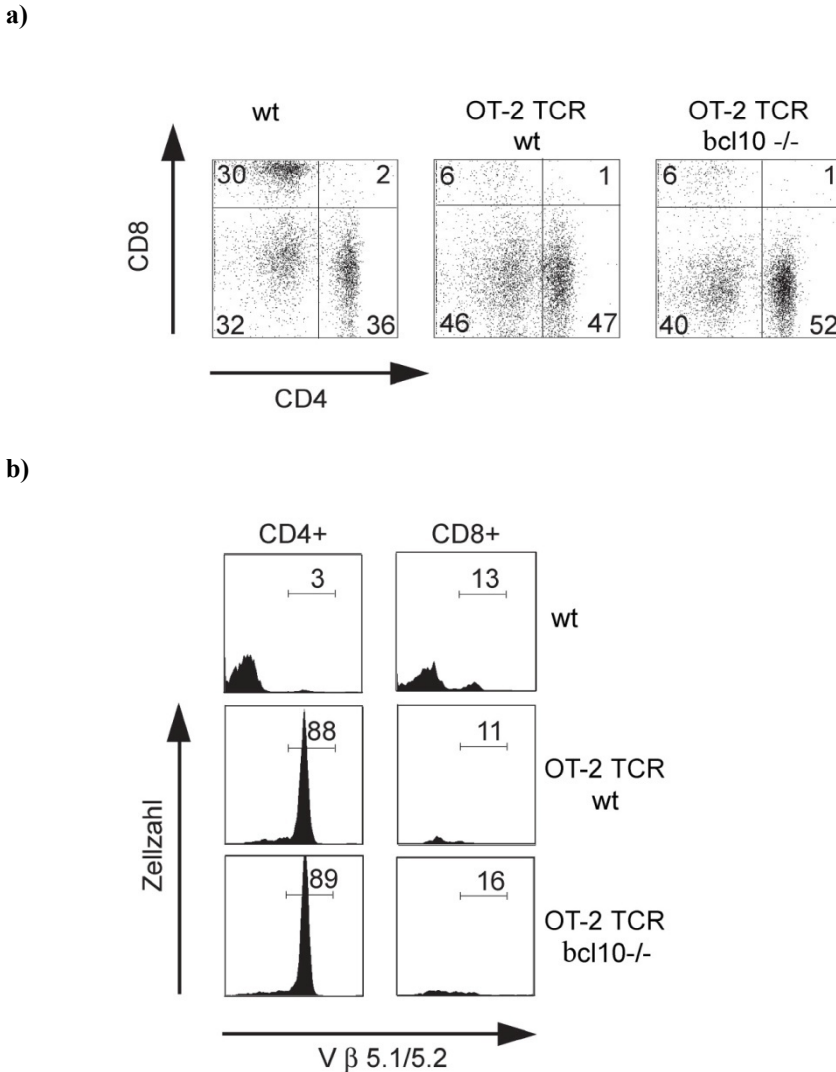 a)
wt
OT-2 TCR
wt
OT-2 TCR
bcl10 -/-
CD8
30 2
32 36
6 1
46 47
6 1
40 52
CD4
b)
CD4+ CD8+
3 13 wt
88 11 OT-2 TCR
wt
89 16 OT-2 TCR
bcl10-/-
Zellzahl
V β 5.1/5.2